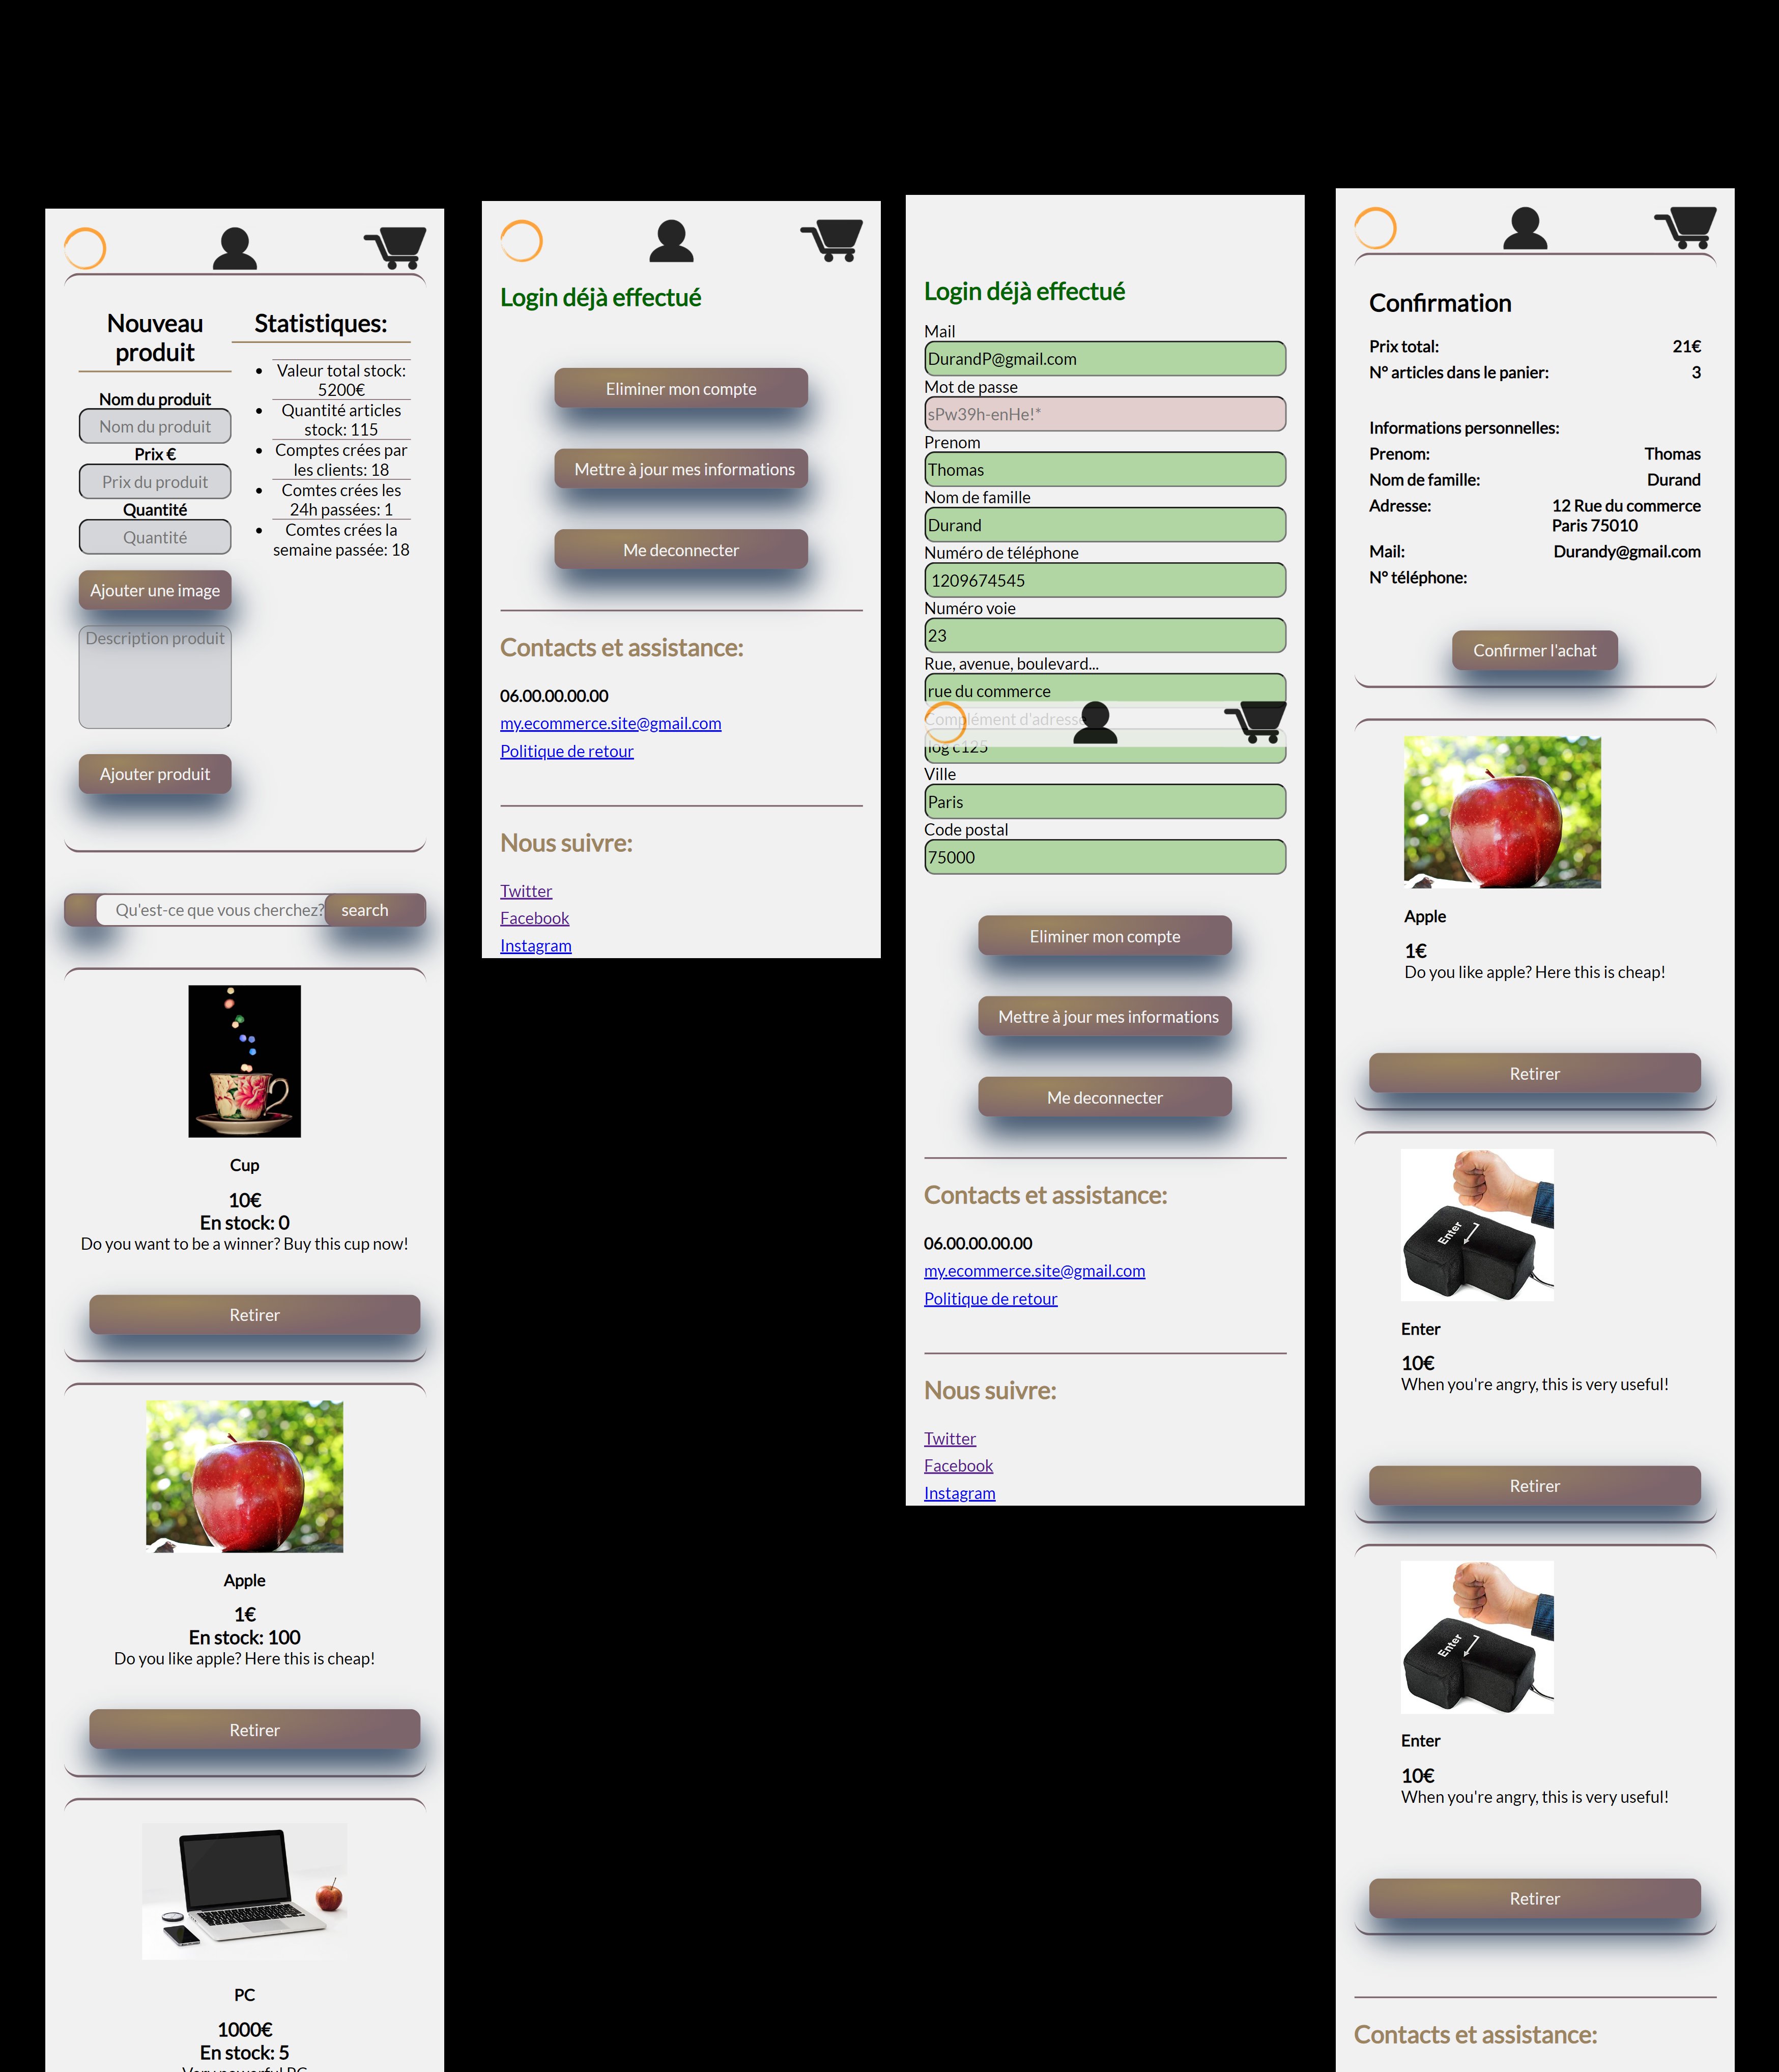 Nouveau
produit
Nom du produit
Nom du produit
Prix €
Prix du produit
Quantité
Quantité
Ajouter une image
Description produit
Ajouter produit
Statistiques:
Valeur total stock:
5200€
Quantité articles
stock: 115
Comptes crées par
les clients: 18
Comtes crées les
24h passées: 1
Comtes crées la
semaine passée: 18
Qu'est-ce que vous cherchez?
search
Cup
10€
En stock: 0
Do you want to be a winner? Buy this cup now!
Retirer
Apple
1€
En stock: 100
Do you like apple? Here this is cheap!
Retirer
PC
1000€
En stock: 5
Very powerful PC
Login déjà effectué
Eliminer mon compte
Mettre à jour mes informations
Me deconnecter
Contacts et assistance:
06.00.00.00.00
my.ecommerce.site@gmail.com
Politique de retour
Nous suivre:
Twitter
Facebook
Instagram
Login déjà effectué
Mail
DurandP@gmail.com
Mot de passe
sPw39h-enHe!*
Prenom
Thomas
Nom de famille
Durand
Numéro de téléphone
1209674545
Numéro voie
23
Rue, avenue, boulevard...
rue du commerce
Complément d'adresse
log c125
Ville
Paris
Code postal
75000
Eliminer mon compte
Mettre à jour mes informations
Me deconnecter
Contacts et assistance:
06.00.00.00.00
my.ecommerce.site@gmail.com
Politique de retour
Nous suivre:
Twitter
Facebook
Instagram
Confirmation
Prix total: 21€
N° articles dans le panier: 3
Informations personnelles:
Prenom: Thomas
Nom de famille: Durand
Adresse: 12 Rue du commerce
Paris 75010
Mail: Durandy@gmail.com
N° téléphone:
Confirmer l'achat
Apple
1€
Do you like apple? Here this is cheap!
Retirer
Enter
Enter
10€
When you're angry, this is very useful!
Retirer
Enter
Enter
10€
When you're angry, this is very useful!
Retirer
Contacts et assistance: